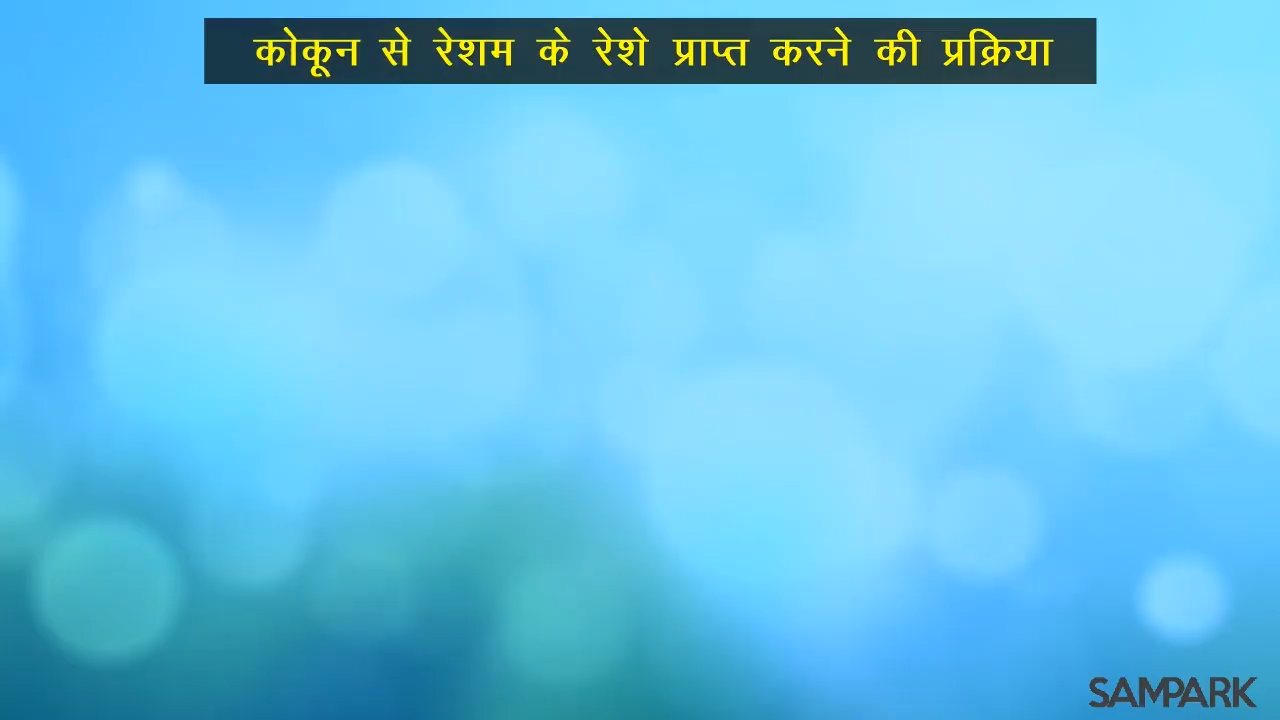 कोकून से रेशम के रेशे प्राप्त करने की प्रक्रिया
SAMPARK